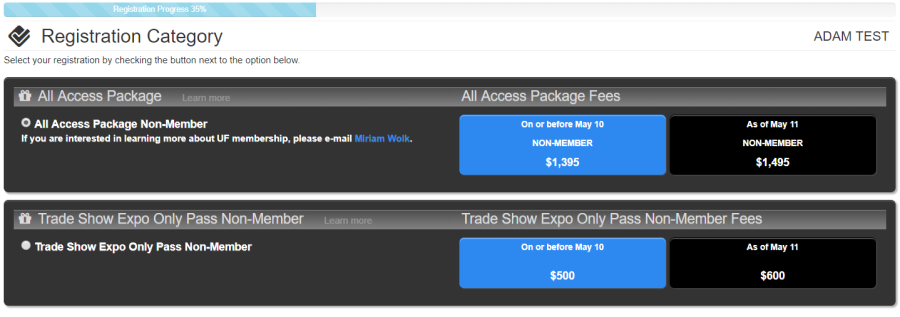 Registration Progress 35%
Registration Category
ADAM TEST
Select your registration by checking the button next to the option below.
All Access Package Learn more
All Access Package Fees
All Access Package Non-Member
If you are interested in learning more about UF membership, please e-mail Miriam Wolk.
On or before May 10
NON-MEMBER
$1,395
As of May 11
NON-MEMBER
$1,495
Trade Show Expo Only Pass Non-Member Learn more
Trade Show Expo Only Pass Non-Member Fees
Trade Show Expo Only Pass Non-Member
On or before May 10
$500
As of May 11
$600